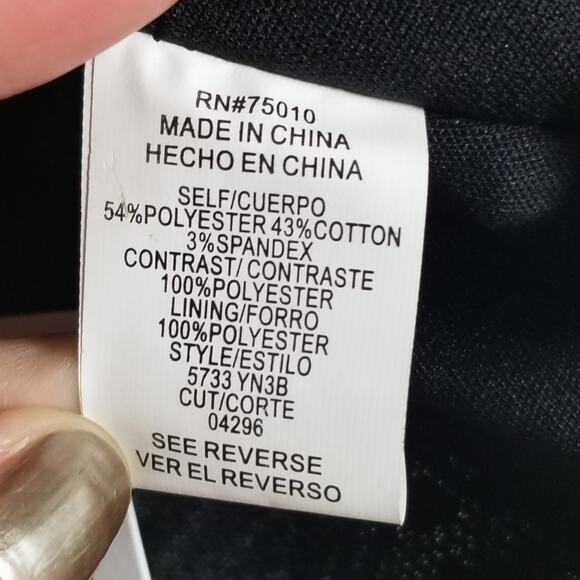 RN#75010
MADE IN CHINA
HECHO EN CHINA
SELF/CUERPO
54%POLYESTER 43%COTTON
3%SPANDEX
CONTRAST/ CONTRASTE
100%POLYESTER
LINING/FORRO
100%POLYESTER
STYLE/ESTILO
5733 YN3B
CUT/CORTE
04296
SEE REVERSE
VER EL REVERSO